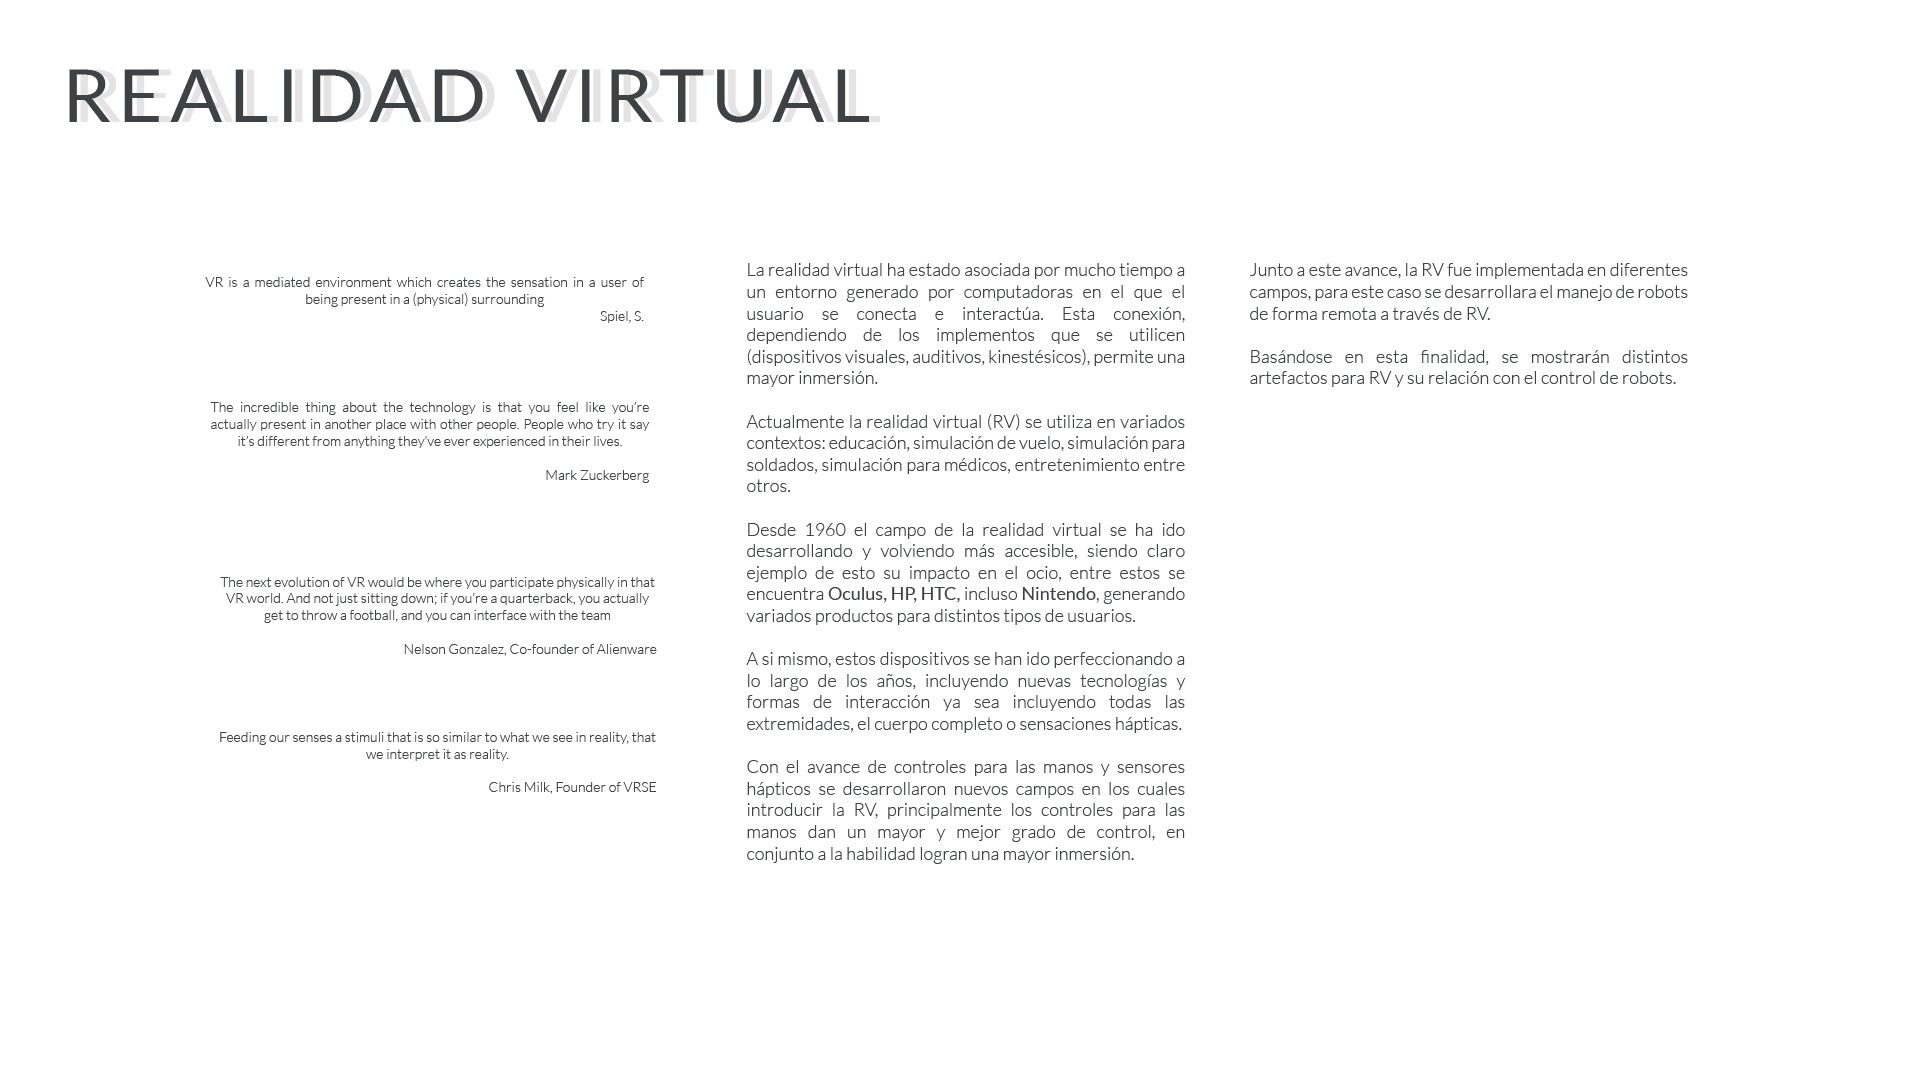 REALIDAD VIRTUAL
VR is a mediated environment which creates the sensation in a user of
being present in a (physical) surrounding
Spiel, S.
The incredible thing about the technology is that you feel like you’re
actually present in another place with other people. People who try it say
it’s different from anything they’ve ever experienced in their lives.
Mark Zuckerberg
The next evolution of VR would be where you participate physically in that
VR world. And not just sitting down; if you’re a quarterback, you actually
get to throw a football, and you can interface with the team
Nelson Gonzalez, Co-founder of Alienware
Feeding our senses a stimuli that is so similar to what we see in reality, that
we interpret it as reality.
Chris Milk, Founder of VRSE
La realidad virtual ha estado asociada por mucho tiempo a
un entorno generado por computadoras en el que el
usuario se conecta e interactúa. Esta conexión,
dependiendo de los implementos que se utilicen
(dispositivos visuales, auditivos, kinestésicos), permite una
mayor inmersión.
Actualmente la realidad virtual (RV) se utiliza en variados
contextos: educación, simulación de vuelo, simulación para
soldados, simulación para médicos, entretenimiento entre
otros.
Desde 1960 el campo de la realidad virtual se ha ido
desarrollando y volviendo más accesible, siendo claro
ejemplo de esto su impacto en el ocio, entre estos se
encuentra Oculus, HP, HTC, incluso Nintendo, generando
variados productos para distintos tipos de usuarios.
A si mismo, estos dispositivos se han ido perfeccionando a
lo largo de los años, incluyendo nuevas tecnologías y
formas de interacción ya sea incluyendo todas las
extremidades, el cuerpo completo o sensaciones hápticas.
Con el avance de controles para las manos y sensores
hápticos se desarrollaron nuevos campos en los cuales
introducir la RV, principalmente los controles para las
manos dan un mayor y mejor grado de control, en
conjunto a la habilidad logran una mayor inmersión.
Junto a este avance, la RV fue implementada en diferentes
campos, para este caso se desarrollara el manejo de robots
de forma remota a través de RV.
Basándose en esta finalidad, se mostrarán distintos
artefactos para RV y su relación con el control de robots.